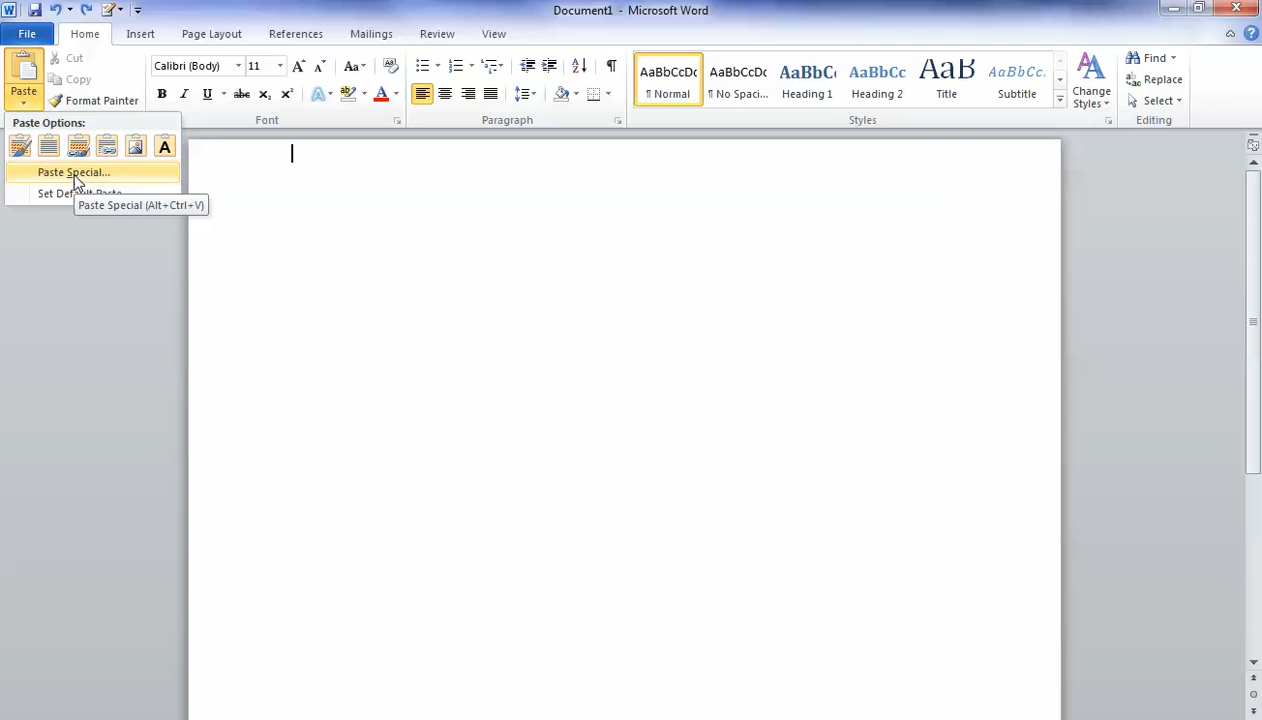 Document1 - Microsoft Word
File Home Insert Page Layout References Mailings Review View
Paste
Cut
Copy
Format Painter
Calibri (Body) 11
Font
Paragraph
AaBbCcDc AaBbCcDc AaBbC AaBbCc AaB AaBbCc.
¶ Normal ¶ No Spaci... Heading 1 Heading 2 Title Subtitle
Change
Styles
Styles
Find
Replace
Select
Editing
Paste Options:
Paste Special...
Set Default Paste
Paste Special (Alt+Ctrl+V)